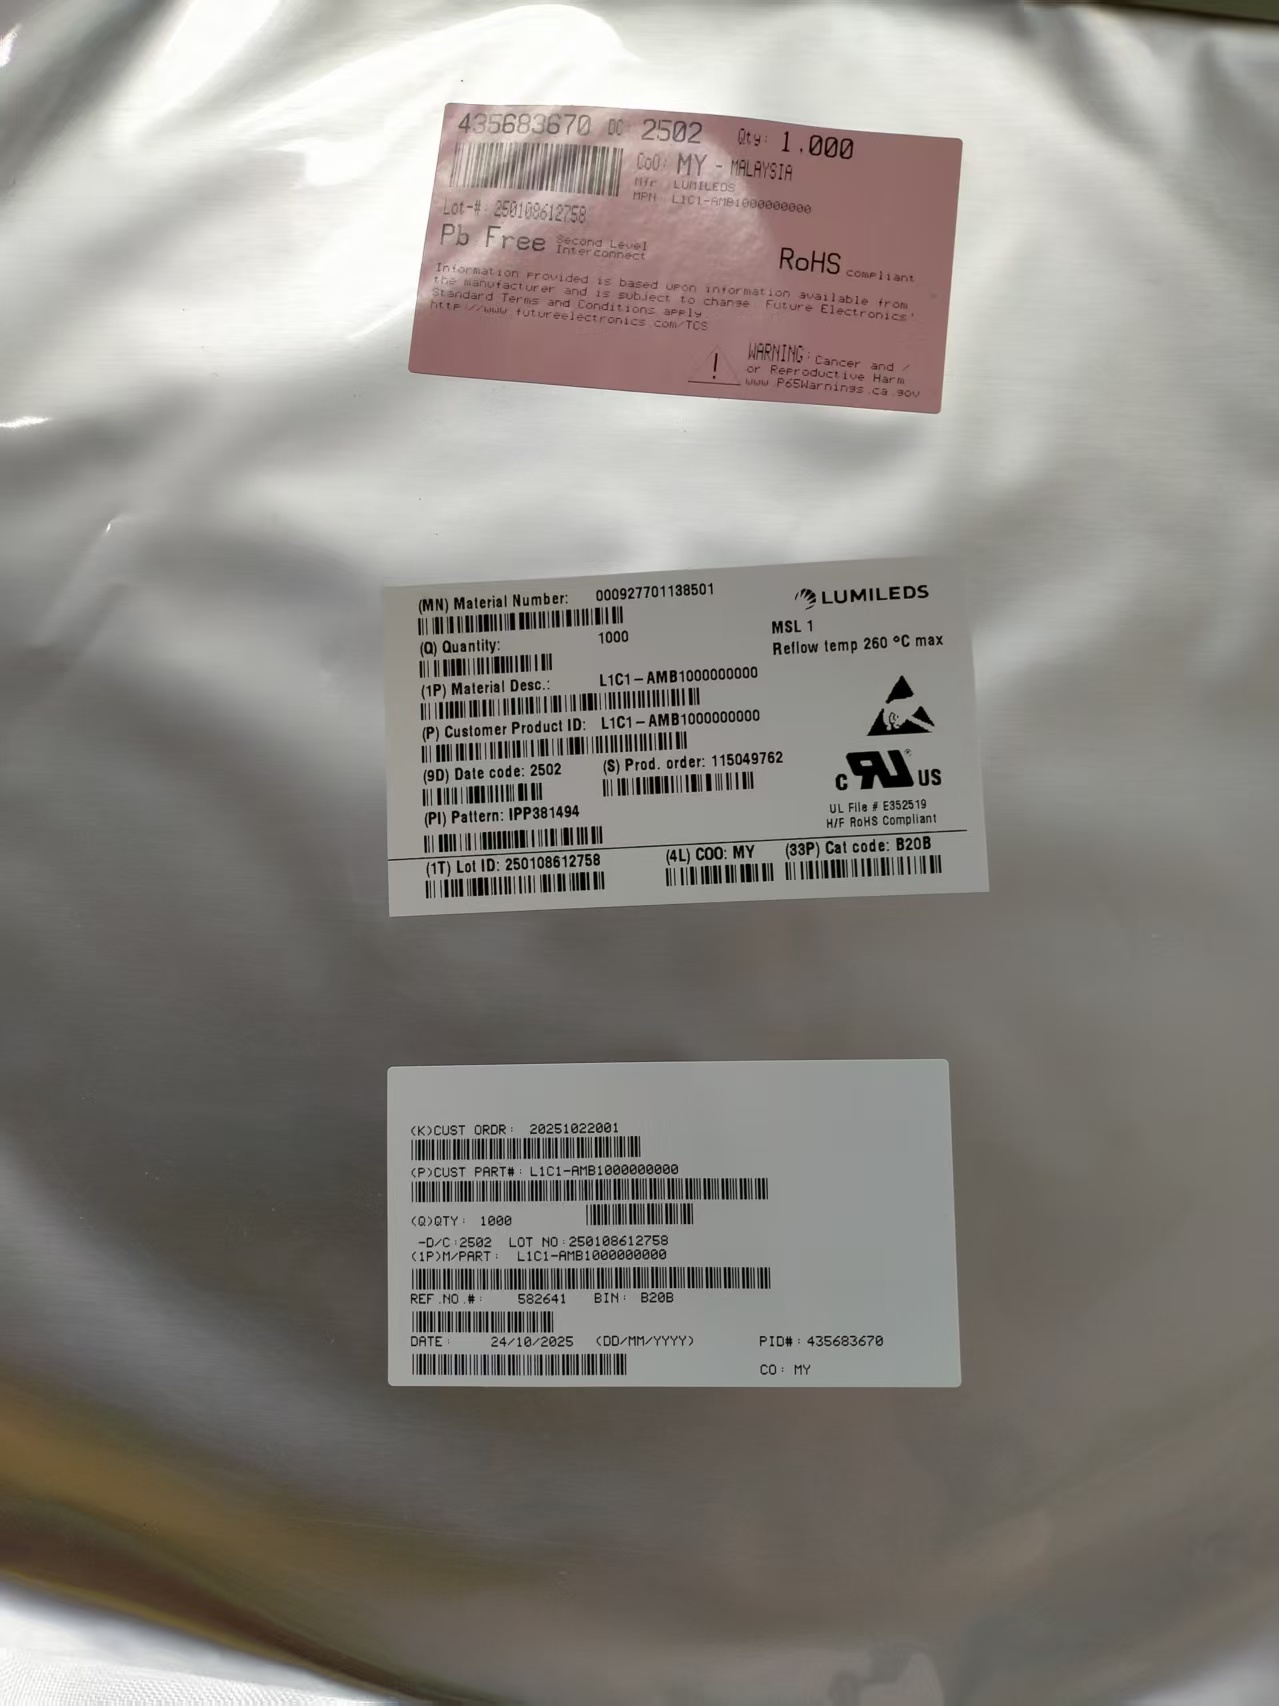 435683670 DC: 2502 Qty: 1,000
CoO: MY - MALAYSIA
Mfr : LUMILEDS
MPN : L1C1-AMB1000000000
Lot-#: 250108612758
Pb Free Second Level Interconnect
RoHS compliant
Information Provided is based upon information available from
the manufacturer and is subject to change. Future Electronics'
Standard Terms and Conditions apply.
http://www.futureelectronics.com/TCS
WARNING: Cancer and /
or Reproductive Harm
www.P65Warnings.ca.gov
(MN) Material Number: 000927701138501
LUMILEDS
(Q) Quantity: 1000
MSL 1
Reflow temp 260 °C max
(1P) Material Desc.: L1C1-AMB1000000000
(P) Customer Product ID: L1C1-AMB1000000000
(9D) Date code: 2502 (S) Prod. order: 115049762
c RU ® US
(PI) Pattern: IPP381494
UL File # E352519
H/F RoHS Compliant
(1T) Lot ID: 250108612758 (4L) COO: MY (33P) Cat code: B20B
(K)CUST ORDR: 20251022001
(P)CUST PART#: L1C1-AMB1000000000
(Q)QTY: 1000
-D/C:2502 LOT NO:250108612758
(1P)M/PART: L1C1-AMB1000000000
REF.NO.#: 582641 BIN: B20B
DATE: 24/10/2025 (DD/MM/YYYY) PID#: 435683670
CO: MY